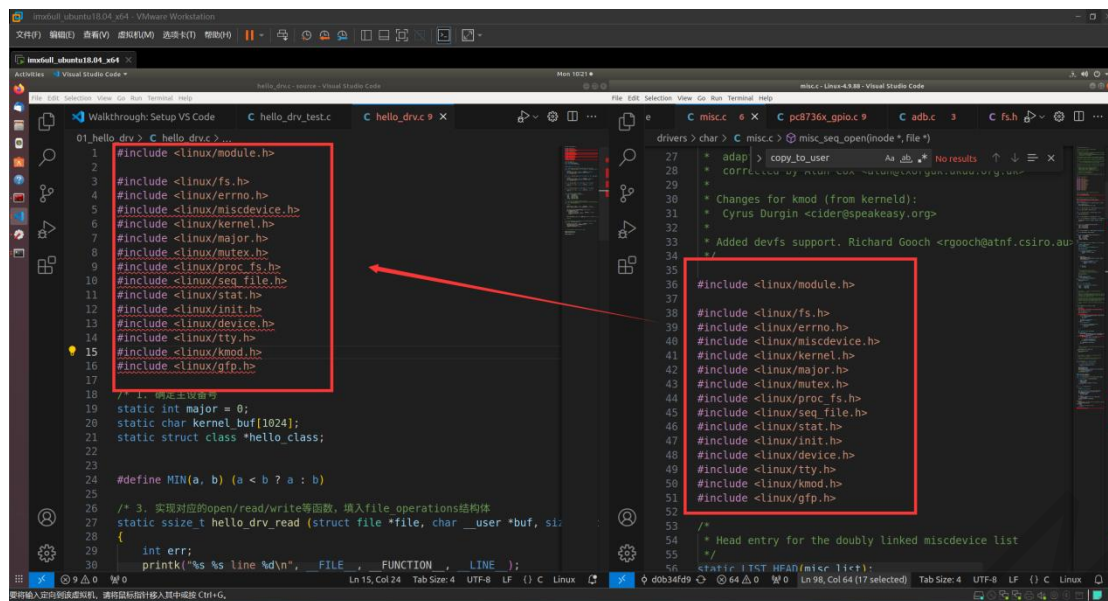 imx6ull_ubuntu18.04_x64 - VMware Workstation
文件(F) 编辑(E) 查看(V) 虚拟机(M) 选项卡(T) 帮助(H)
imx6ull_ubuntu18.04_x64
Activities Visual Studio Code Mon 10:21
hello_drv.c - source - Visual Studio Code
File Edit Selection View Go Run Terminal Help
Walkthrough: Setup VS Code C hello_drv_test.c C hello_drv.c 9
01_hello_drv > C hello_drv.c > ...
1 #include <linux/module.h>
2
3 #include <linux/fs.h>
4 #include <linux/errno.h>
5 #include <linux/miscdevice.h>
6 #include <linux/kernel.h>
7 #include <linux/major.h>
8 #include <linux/mutex.h>
9 #include <linux/proc_fs.h>
10 #include <linux/seq_file.h>
11 #include <linux/stat.h>
12 #include <linux/init.h>
13 #include <linux/device.h>
14 #include <linux/tty.h>
15 #include <linux/kmod.h>
16 #include <linux/gfp.h>
17
18 /* 1. 确定主设备号
19 static int major = 0;
20 static char kernel_buf[1024];
21 static struct class *hello_class;
22
23
24 #define MIN(a, b) (a < b ? a : b)
25
26 /* 3. 实现对应的open/read/write等函数，填入file_operations结构体
27 static ssize_t hello_drv_read (struct file *file, char __user *buf, siz
28 {
29 int err;
30 printk("%s %s line %d\n", __FILE__, __FUNCTION__, __LINE__);
9 0 0 Ln 15, Col 24 Tab Size: 4 UTF-8 LF {} C Linux
misc.c - Linux-4.9.88 - Visual Studio Code
File Edit Selection View Go Run Terminal Help
e C misc.c 6 C pc8736x_gpio.c 9 C adb.c 3 C fs.h
drivers > char > C misc.c > misc_seq_open(inode *, file *)
copy_to_user Aa ab .* No results
27 * adap
28 * corrected by Alan Cox <alan@lxorguk.ukuu.org.uk>
29 *
30 * Changes for kmod (from kerneld):
31 * Cyrus Durgin <cider@speakeasy.org>
32 *
33 * Added devfs support. Richard Gooch <rgooch@atnf.csiro.au>
34 */
35
36 #include <linux/module.h>
37
38 #include <linux/fs.h>
39 #include <linux/errno.h>
40 #include <linux/miscdevice.h>
41 #include <linux/kernel.h>
42 #include <linux/major.h>
43 #include <linux/mutex.h>
44 #include <linux/proc_fs.h>
45 #include <linux/seq_file.h>
46 #include <linux/stat.h>
47 #include <linux/init.h>
48 #include <linux/device.h>
49 #include <linux/tty.h>
50 #include <linux/kmod.h>
51 #include <linux/gfp.h>
52
53 /*
54 * Head entry for the doubly linked miscdevice list
55 */
56 static LIST_HEAD(misc_list);
d0b34fd9 64 0 0 Ln 98, Col 64 (17 selected) Tab Size: 4 UTF-8 LF {} C Linux
要将输入定向到该虚拟机，请将鼠标指针移入其中或按 Ctrl+G。